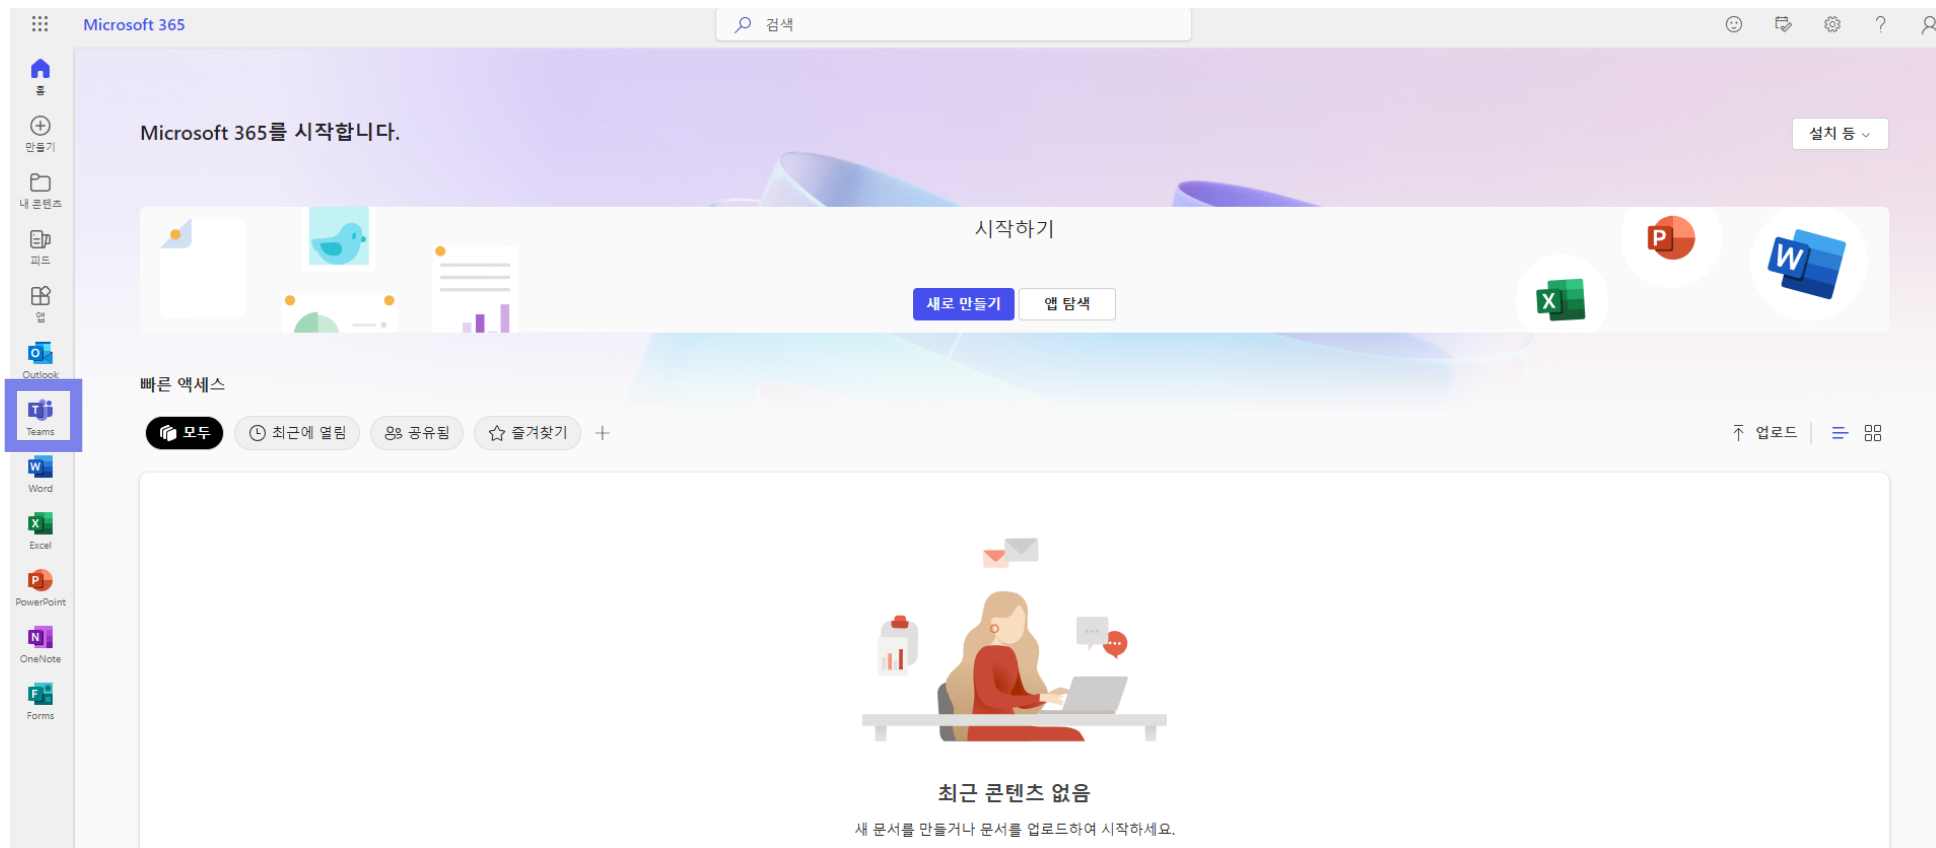 Microsoft 365
검색
홈
만들기
내 콘텐츠
피드
앱
Outlook
Teams
Word
Excel
PowerPoint
OneNote
Forms
Microsoft 365를 시작합니다.
설치 등
시작하기
새로 만들기
앱 탐색
빠른 액세스
모두
최근에 열림
공유됨
즐겨찾기
업로드
최근 콘텐츠 없음
새 문서를 만들거나 문서를 업로드하여 시작하세요.